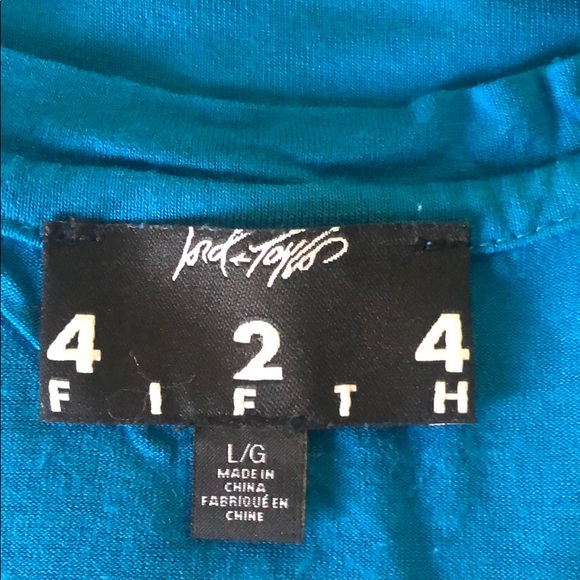 Lord & Taylor
4 2 4
FIFTH
L/G
MADE IN
CHINA
FABRIQUÉ EN
CHINE